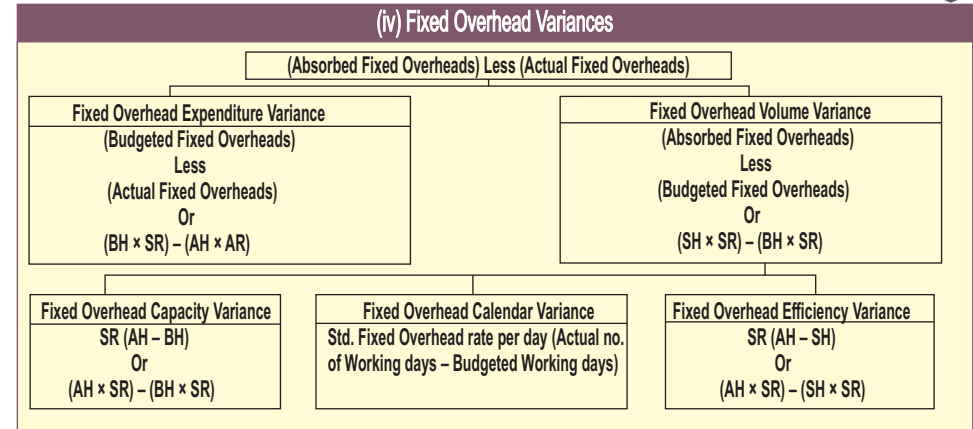 (iv) Fixed Overhead Variances
(Absorbed Fixed Overheads) Less (Actual Fixed Overheads)
Fixed Overhead Expenditure Variance
(Budgeted Fixed Overheads)
Less
(Actual Fixed Overheads)
Or
(BH × SR) – (AH × AR)
Fixed Overhead Volume Variance
(Absorbed Fixed Overheads)
Less
(Budgeted Fixed Overheads)
Or
(SH × SR) – (BH × SR)
Fixed Overhead Capacity Variance
SR (AH – BH)
Or
(AH × SR) – (BH × SR)
Fixed Overhead Calendar Variance
Std. Fixed Overhead rate per day (Actual no.
of Working days – Budgeted Working days)
Fixed Overhead Efficiency Variance
SR (AH – SH)
Or
(AH × SR) – (SH × SR)